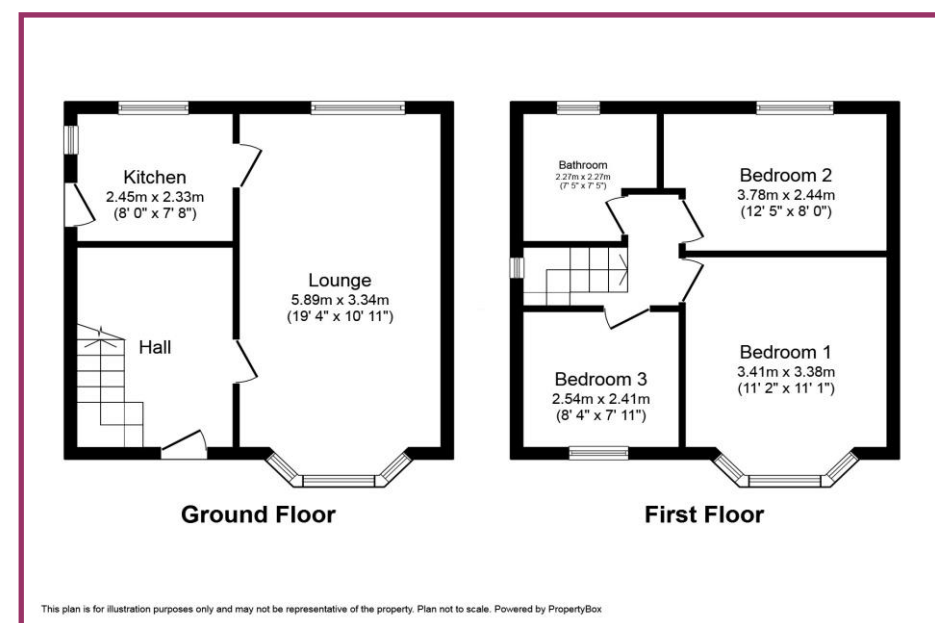 Kitchen
2.45m x 2.33m
(8' 0" x 7' 8")
Lounge
5.89m x 3.34m
(19' 4" x 10' 11")
Hall
Ground Floor
Bathroom
2.27m x 2.27m
(7' 5" x 7' 5")
Bedroom 2
3.78m x 2.44m
(12' 5" x 8' 0")
Bedroom 1
3.41m x 3.38m
(11' 2" x 11' 1")
Bedroom 3
2.54m x 2.41m
(8' 4" x 7' 11")
First Floor
This plan is for illustration purposes only and may not be representative of the property. Plan not to scale. Powered by PropertyBox